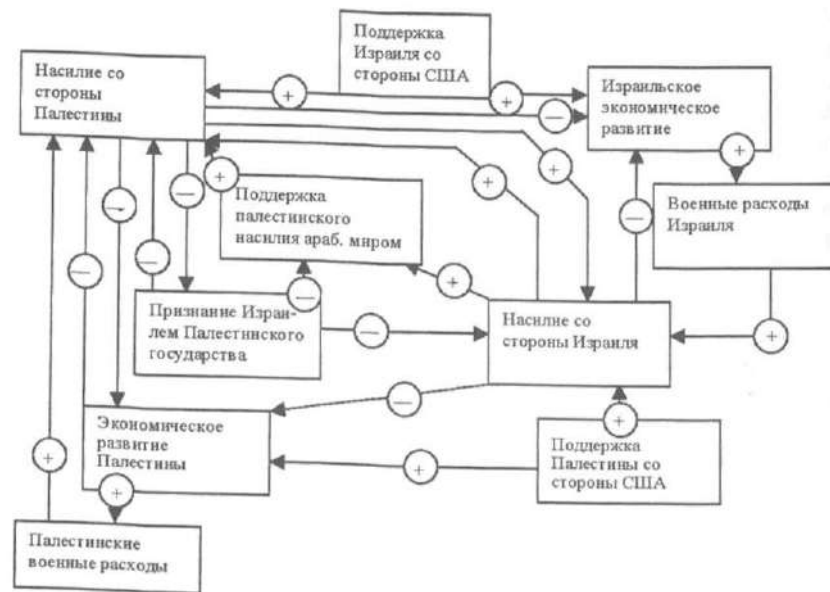 Поддержка
Израиля со
стороны США
Насилие со
стороны
Палестины
Израильское
экономическое
развитие
+
+
—
+
Поддержка
палестинского
насилия араб. миром
Военные расходы
Израиля
+
+
+
—
—
—
—
—
—
+
Признание Изра-
лем Палестинского
государства
—
Насилие со
стороны Израиля
+
—
Экономическое
развитие
Палестины
+
Поддержка
Палестины со
стороны США
+
+
+
Палестинские
военные расходы